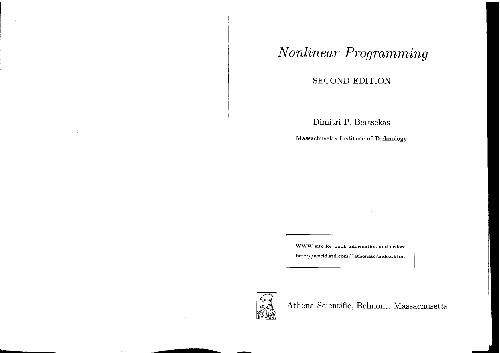 Nonlinear Programming
SECOND EDITION
Dimitri P. Bertsekas
Massachusetts Institute of Technology
WWW site for book information and orders
Athena Scientific, Belmont, Massachusetts